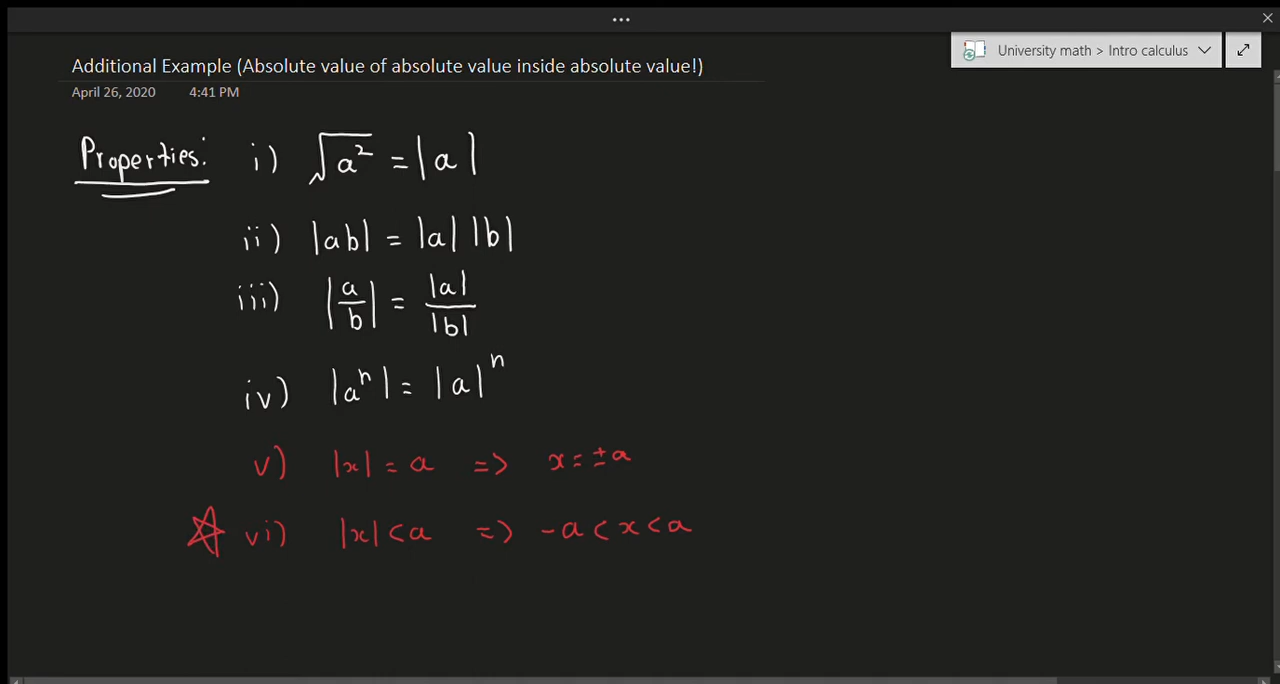 University math > Intro calculus
Additional Example (Absolute value of absolute value inside absolute value!)
April 26, 2020 4:41 PM
Properties: i) √a² = |a|
ii) |ab| = |a| |b|
iii) |a/b| = |a|/|b|
iv) |aⁿ| = |a|ⁿ
v) |x| = a => x = ±a
☆ vi) |x| < a => -a < x < a